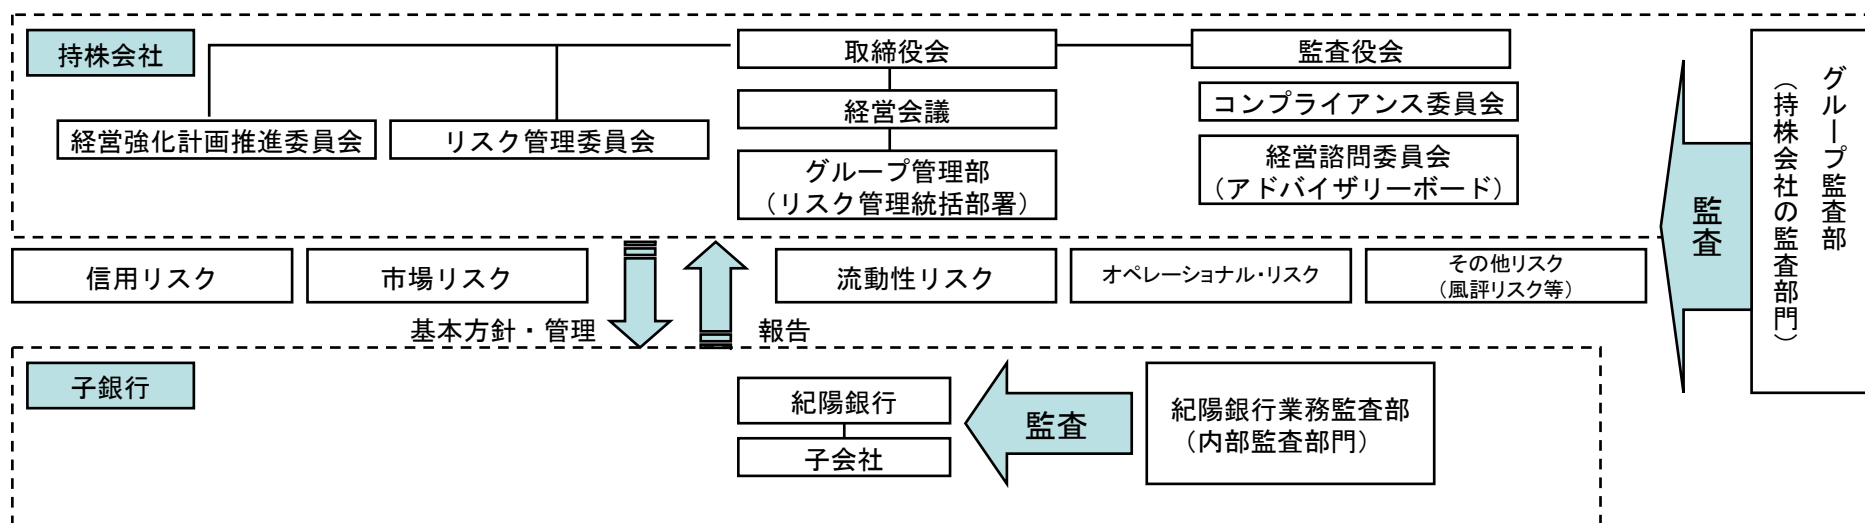 持株会社
取締役会
監査役会
経営会議
コンプライアンス委員会
経営強化計画推進委員会
リスク管理委員会
グループ管理部
（リスク管理統括部署）
経営諮問委員会
（アドバイザリーボード）
監査
グループ監査部
（持株会社の監査部門）
信用リスク
市場リスク
流動性リスク
オペレーショナル・リスク
その他リスク
（風評リスク等）
基本方針・管理
報告
子銀行
紀陽銀行
子会社
監査
紀陽銀行業務監査部
（内部監査部門）